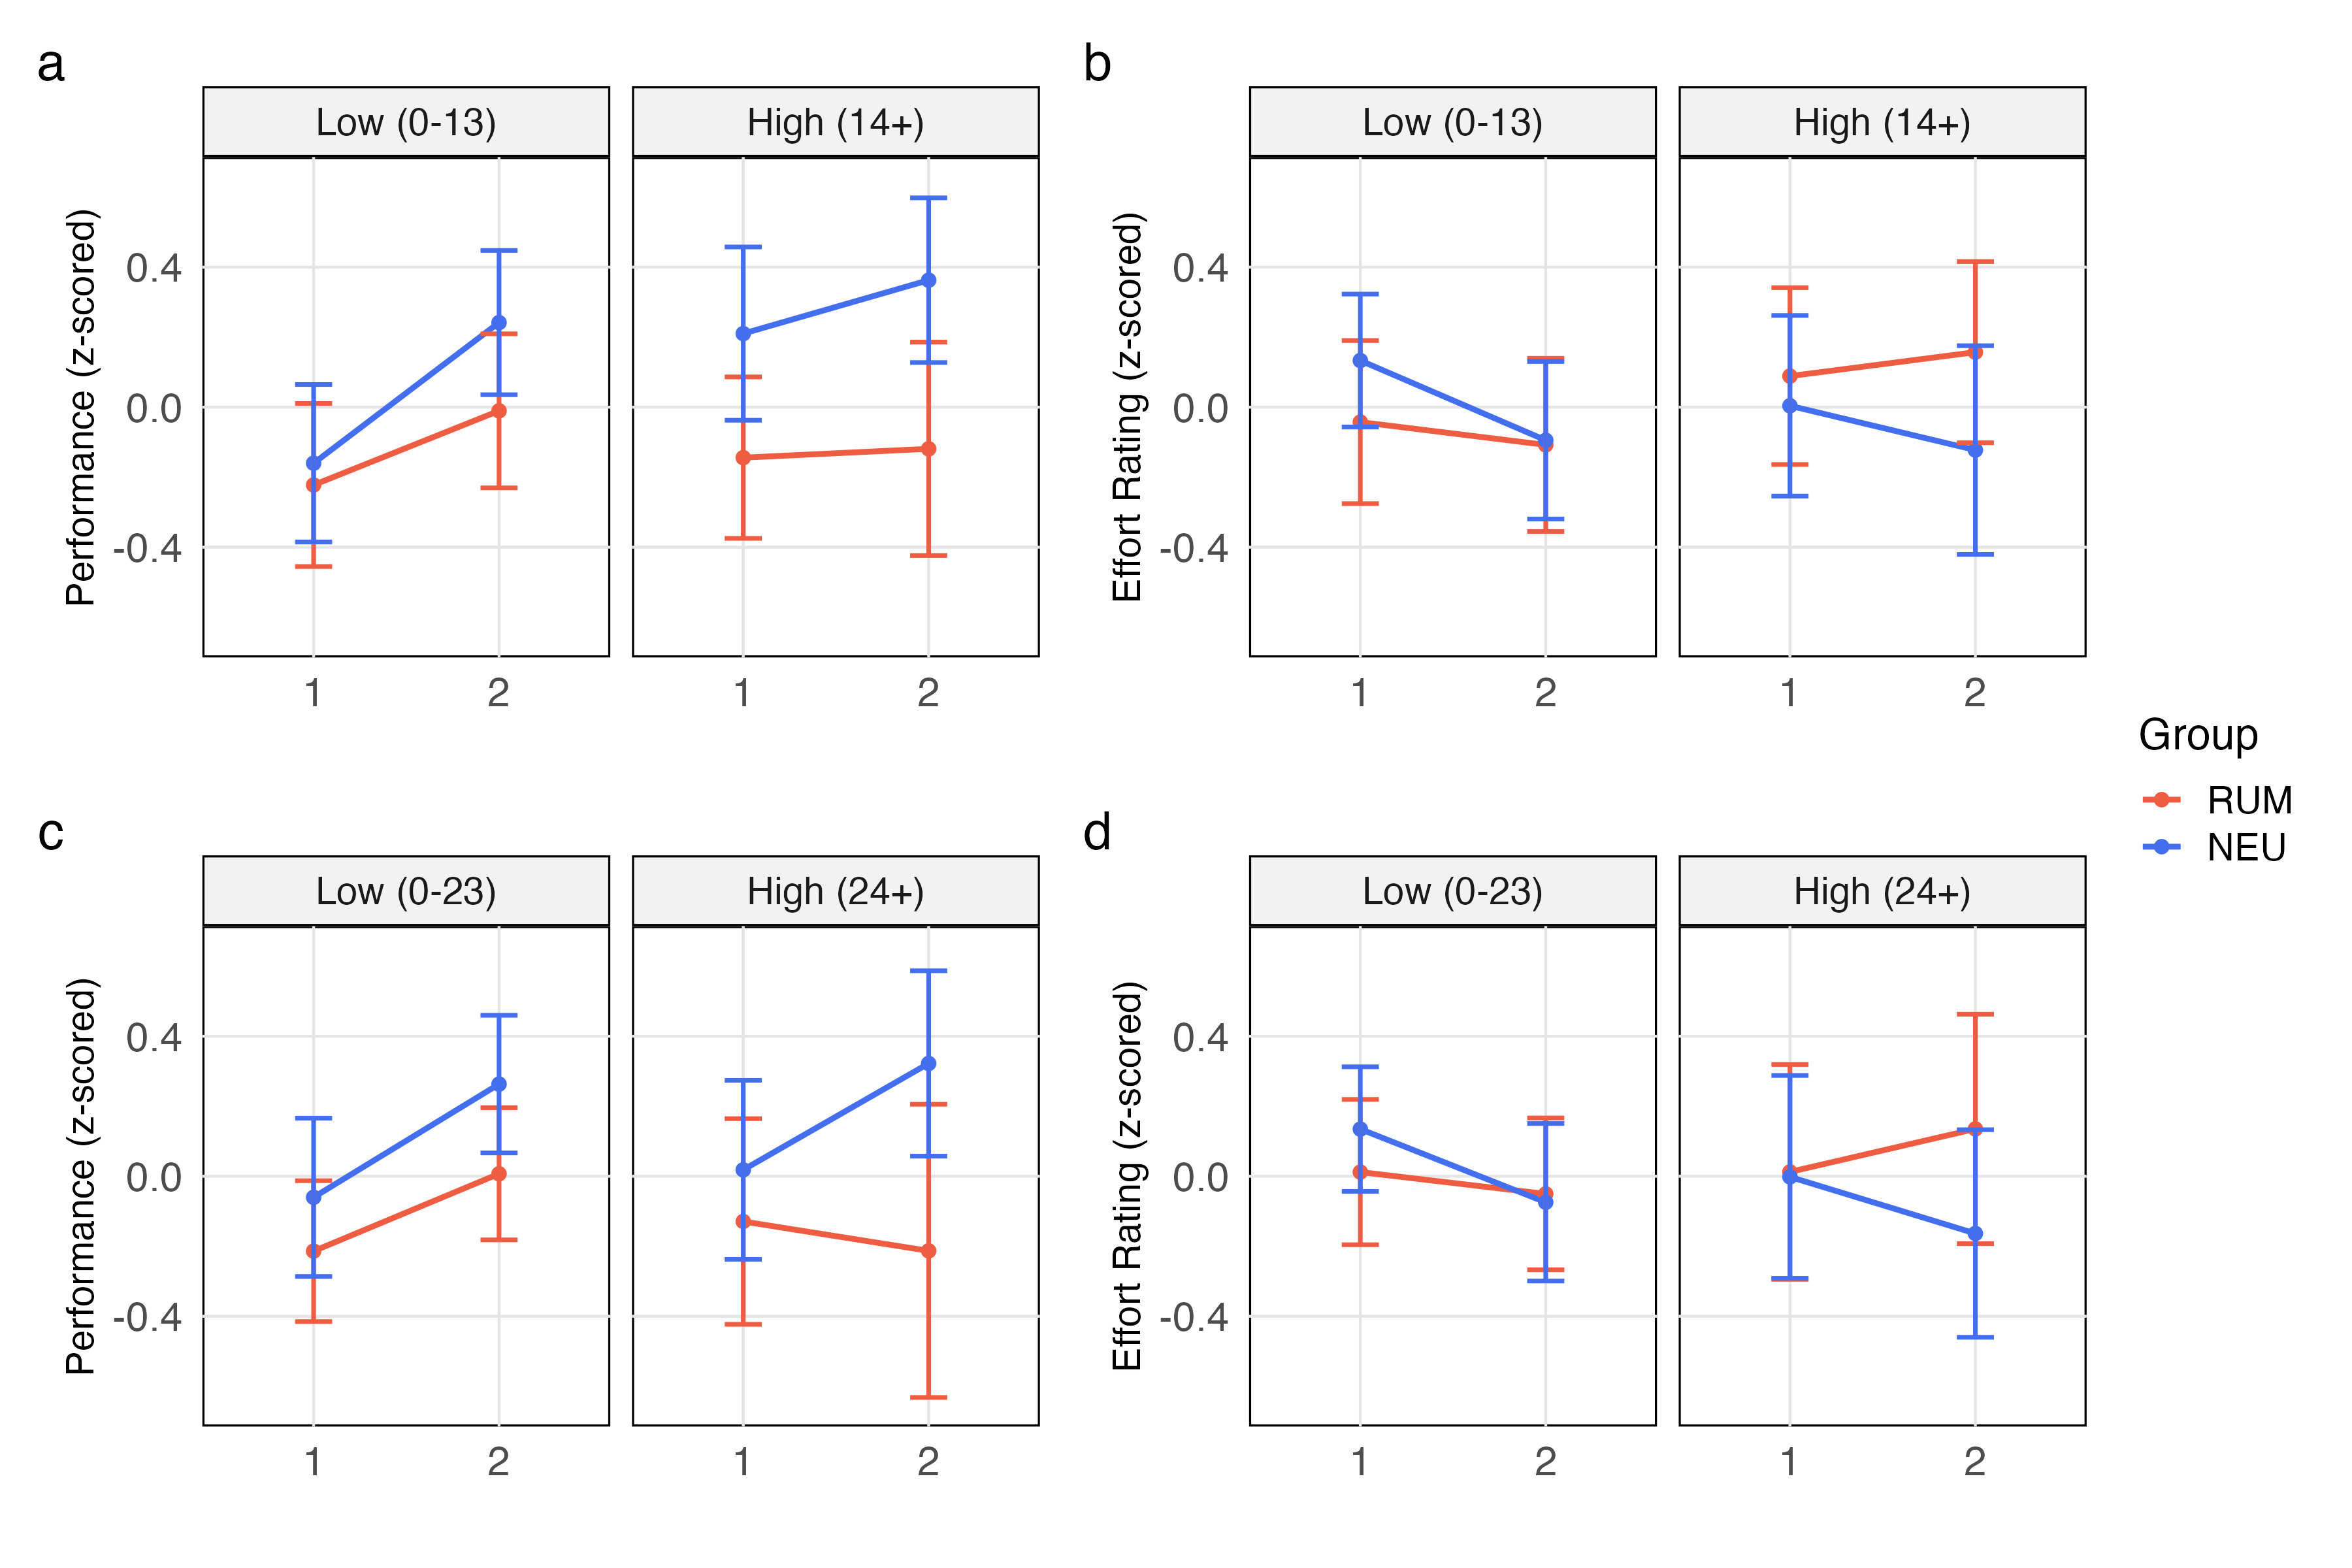 a
Low (0-13)
High (14+)
Performance (z-scored)
0.4
0.0
-0.4
1
2
1
2
b
Low (0-13)
High (14+)
Effort Rating (z-scored)
0.4
0.0
-0.4
1
2
1
2
Group
RUM
NEU
c
Low (0-23)
High (24+)
Performance (z-scored)
0.4
0.0
-0.4
1
2
1
2
d
Low (0-23)
High (24+)
Effort Rating (z-scored)
0.4
0.0
-0.4
1
2
1
2